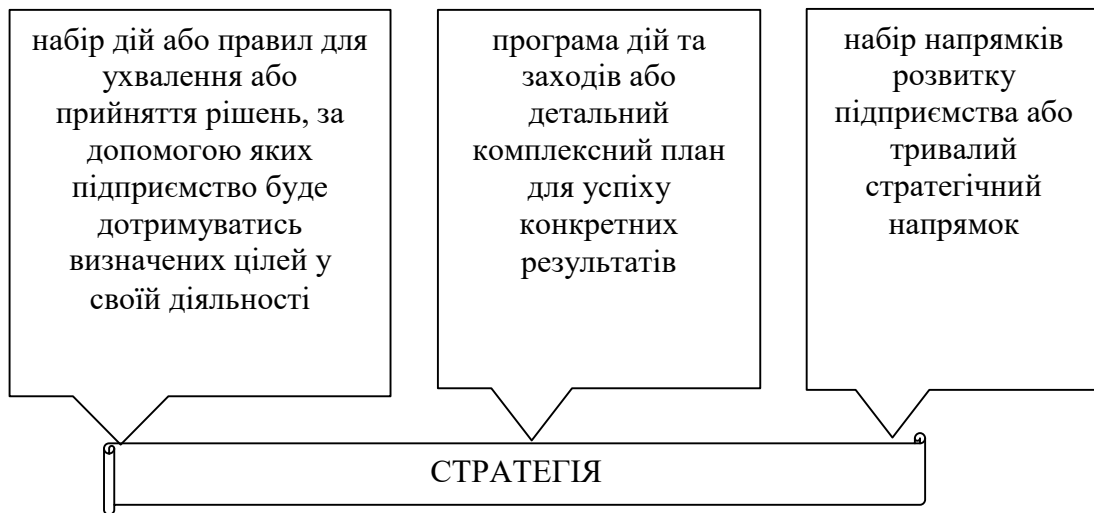 набір дій або правил для
ухвалення або
прийняття рішень, за
допомогою яких
підприємство буде
дотримуватись
визначених цілей у
своїй діяльності
програма дій та
заходів або
детальний
комплексний план
для успіху
конкретних
результатів
набір напрямків
розвитку
підприємства або
тривалий
стратегічний
напрямок
СТРАТЕГІЯ